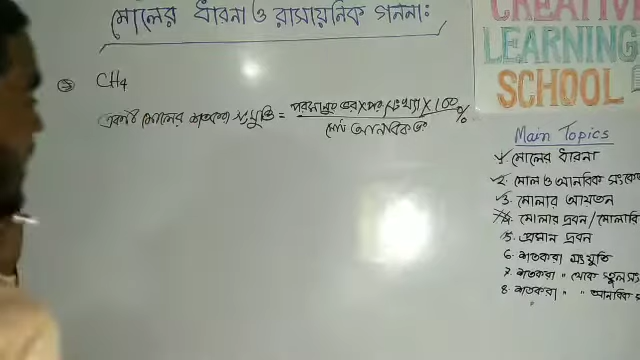 মোলের ধারনা ও রাসায়নিক গননাঃ
CREATIVE
LEARNING
SCHOOL
CH4
একটি মৌলের শতকরা সংযুতি = পরমানুর ভর × পর সংখ্যা × 100 %
মোট আনবিক ভর
Main Topics
1. মোলের ধারনা
2. মোল ও আনবিক সংকেত
3. মোলার আয়তন
4. মোলার দ্রবন / মোলারি
5. প্রমান দ্রবন
6. শতকরা সংযুতি
7. শতকরা " থেকে স্থুল সং
8. শতকরা " " আনবিক স